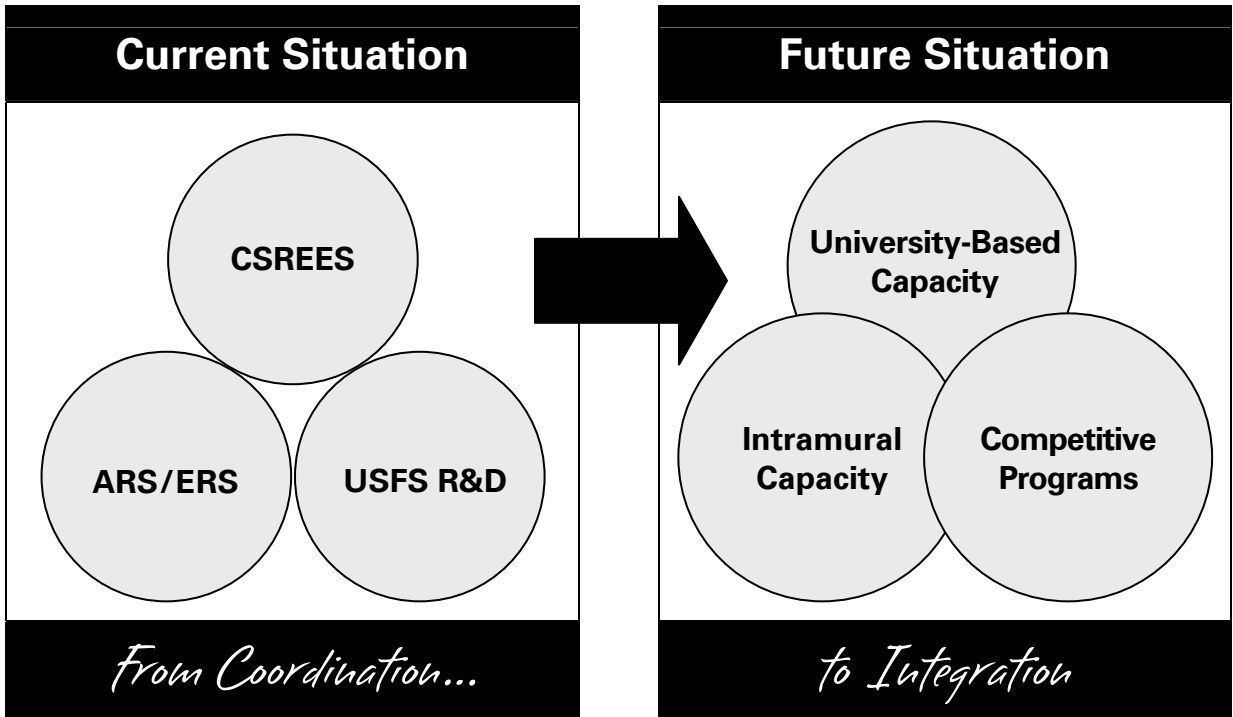 Current Situation
CSREES
ARS/ERS
USFS R&D
From Coordination...
Future Situation
University-Based
Capacity
Intramural
Capacity
Competitive
Programs
to Integration